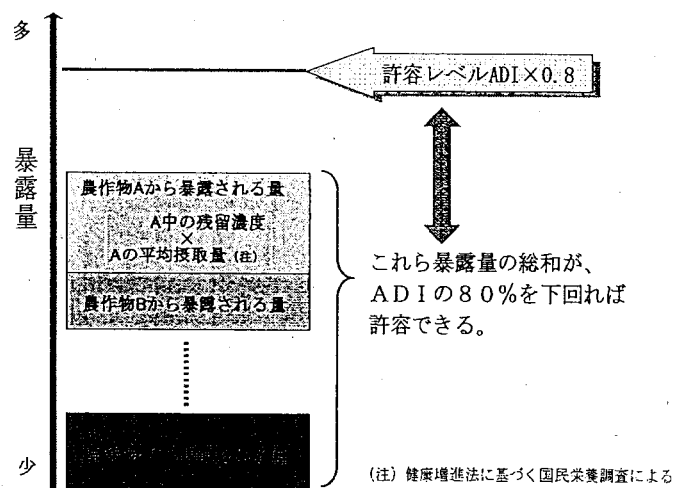 多
許容レベルADI×0.8
暴露量
農作物Aから暴露される量
A中の残留濃度
×
Aの平均摂取量(注)
農作物Bから暴露される量
これら暴露量の総和が、
ADIの80%を下回れば
許容できる。
少
(注) 健康増進法に基づく国民栄養調査による